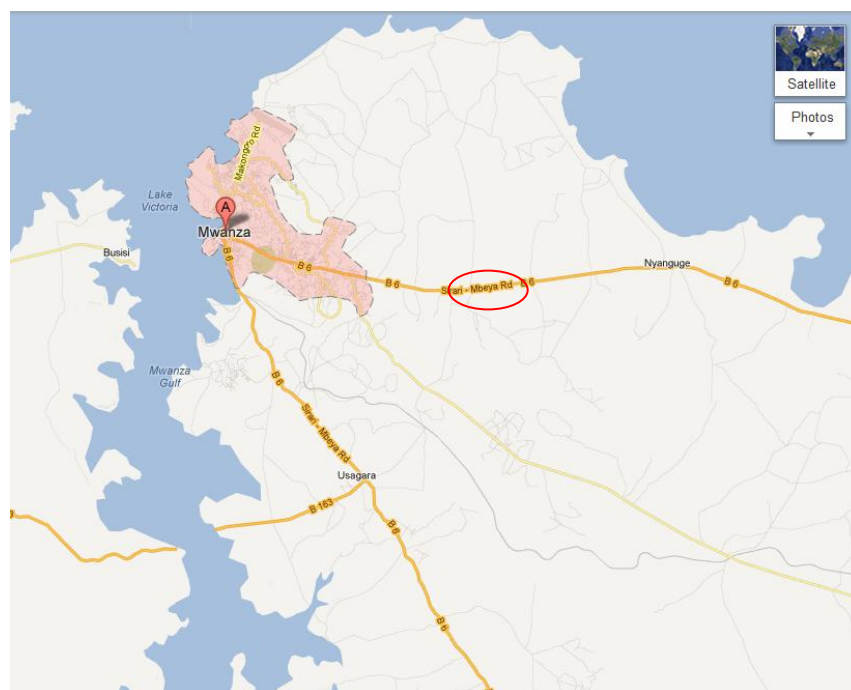 Satellite
Photos
Makongoro Rd
Lake
Victoria
A
Mwanza
Busisi
B 6
B 6
B 6
Sirari - Mbeya Rd
B 6
Nyanguge
B 6
Mwanza
Gulf
B 6
Sirari - Mbeya Rd
Usagara
B 163
B 6
B 6